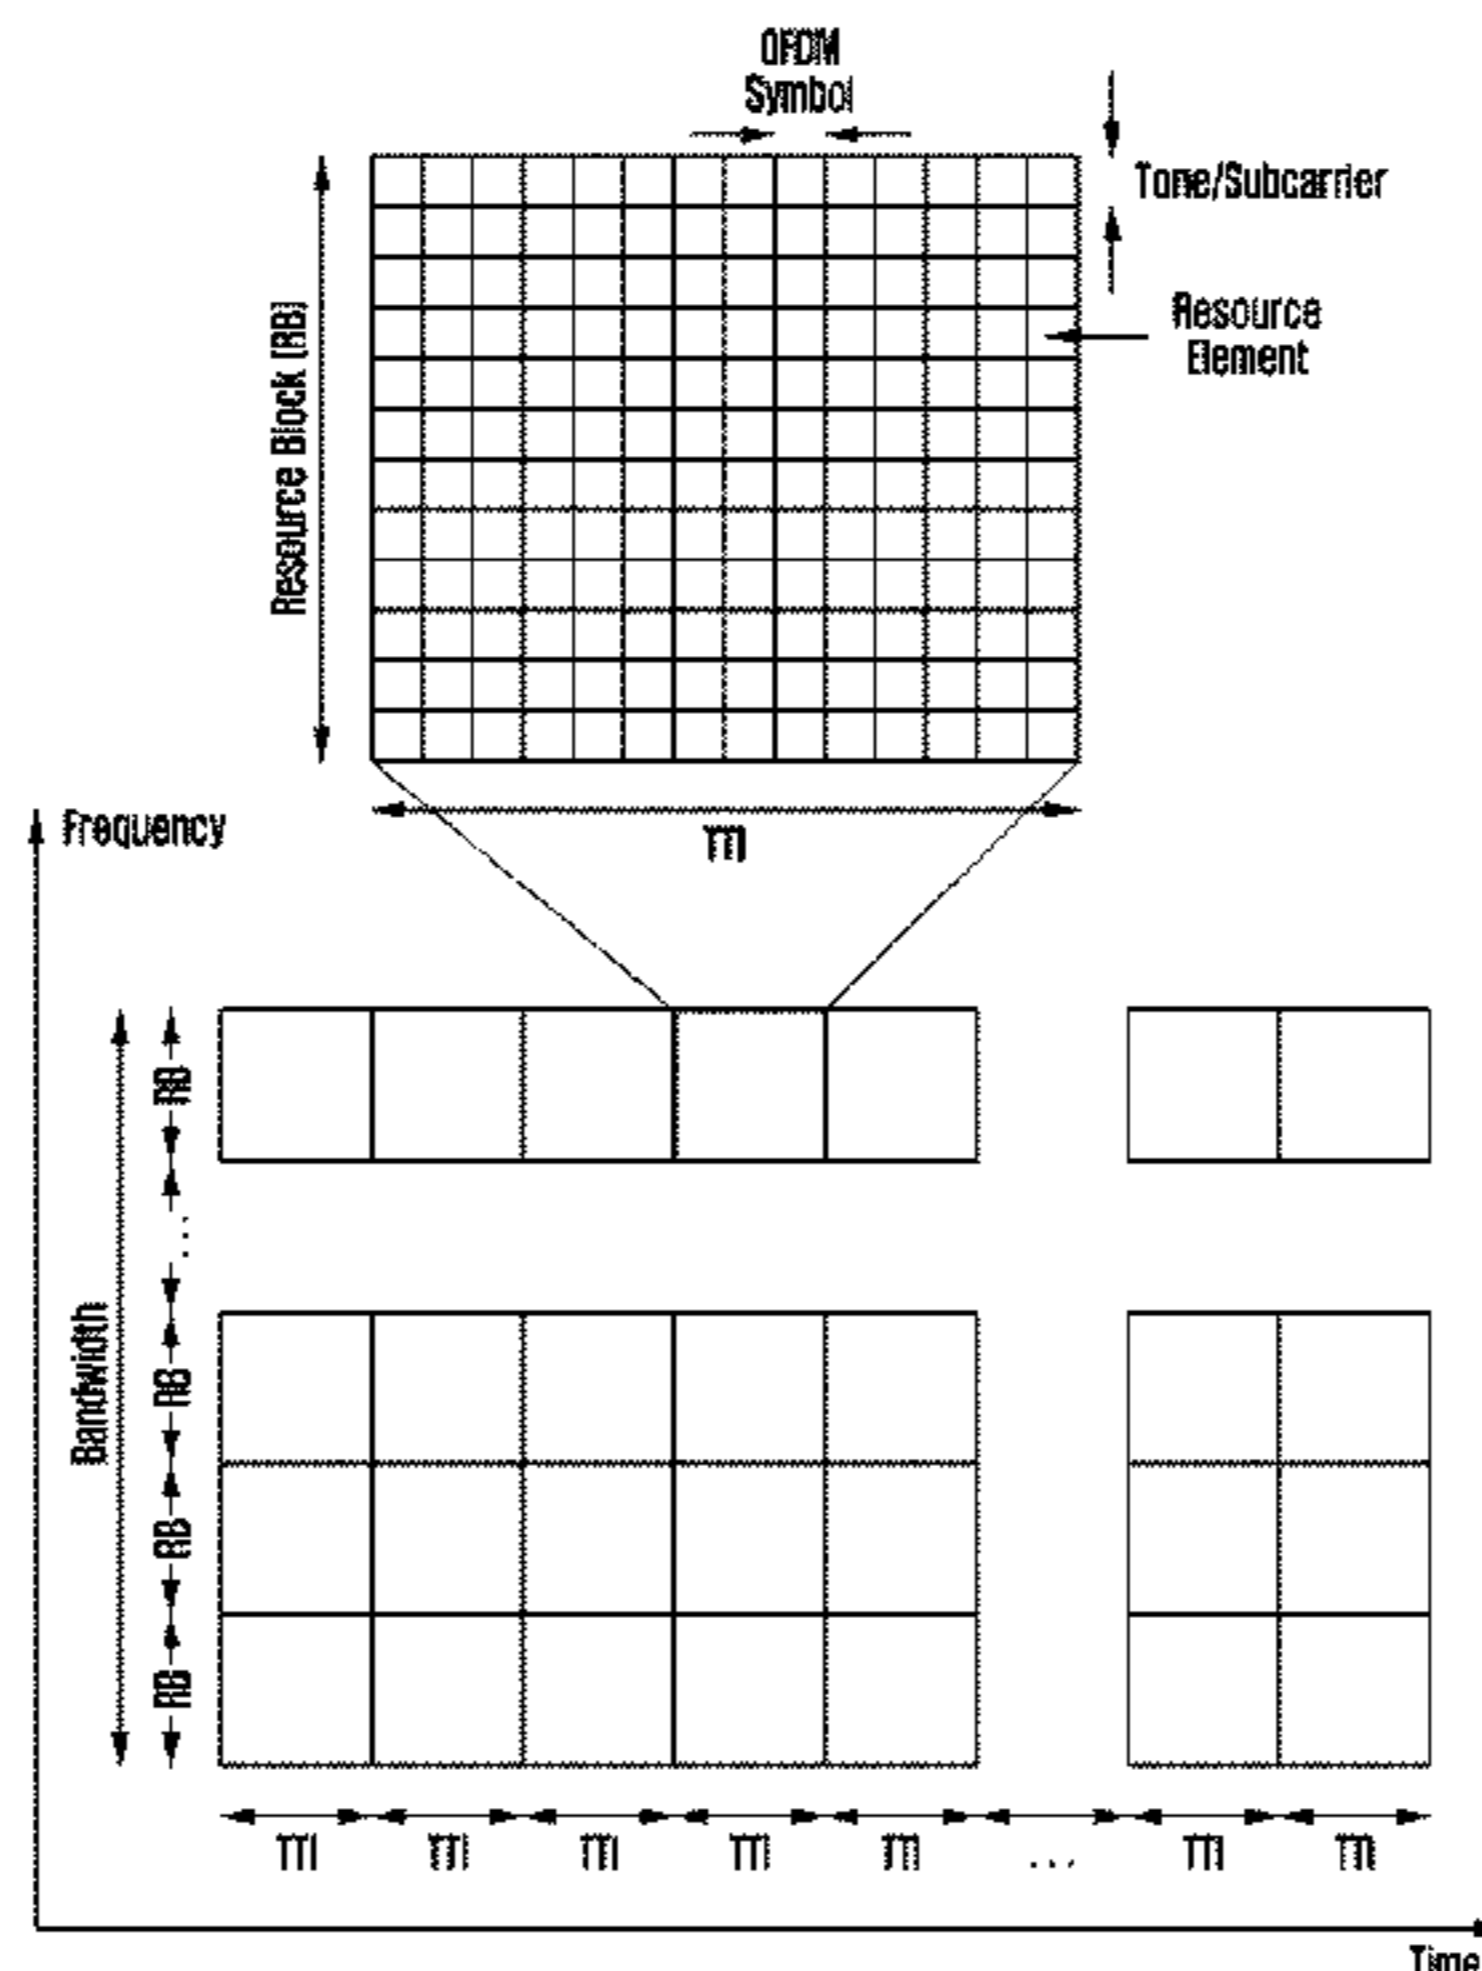 OFDM
Symbol
Tone/Subcarrier
Resource
Element
Resource Block (RB)
TTI
Frequency
RB
...
RB
RB
RB
Bandwidth
TTI TTI TTI TTI TTI ... TTI TTI
Time